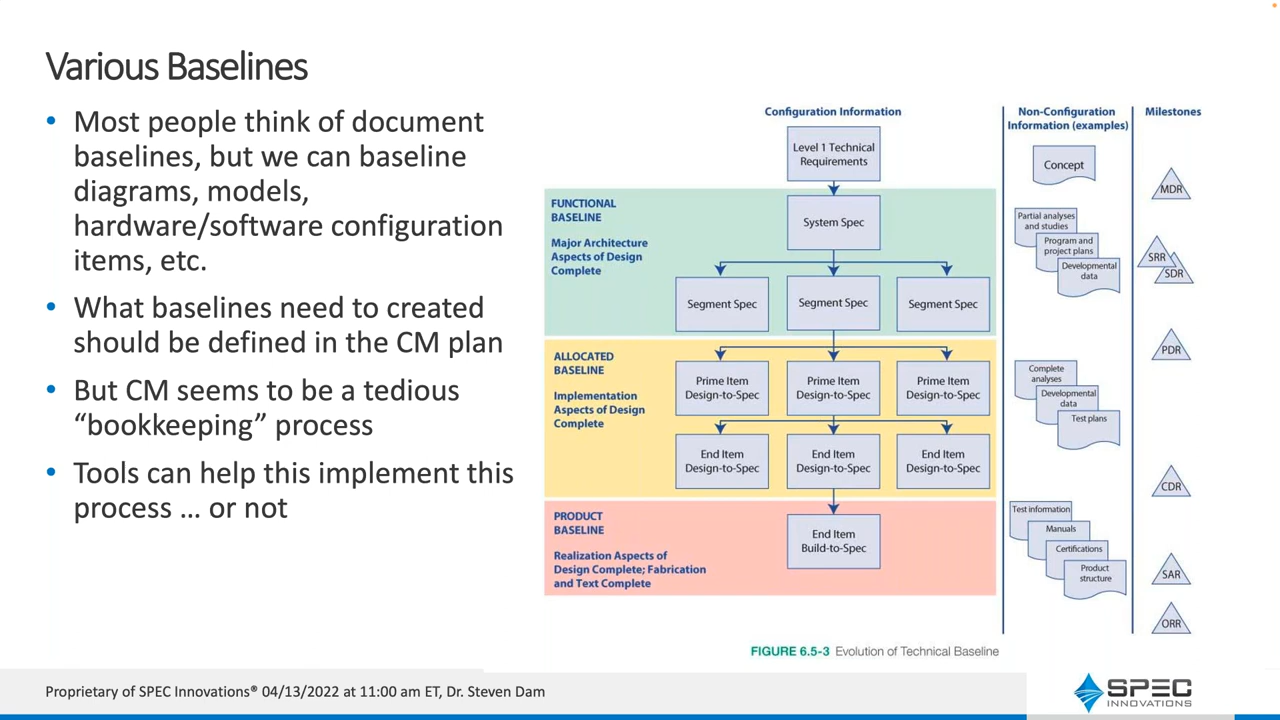 Various Baselines
• Most people think of document
baselines, but we can baseline
diagrams, models,
hardware/software configuration
items, etc.
• What baselines need to created
should be defined in the CM plan
• But CM seems to be a tedious
“bookkeeping” process
• Tools can help this implement this
process … or not
Configuration Information
Level 1 Technical
Requirements
FUNCTIONAL
BASELINE
Major Architecture
Aspects of Design
Complete
System Spec
Segment Spec
Segment Spec
Segment Spec
ALLOCATED
BASELINE
Implementation
Aspects of Design
Complete
Prime Item
Design-to-Spec
Prime Item
Design-to-Spec
Prime Item
Design-to-Spec
End Item
Design-to-Spec
End Item
Design-to-Spec
End Item
Design-to-Spec
PRODUCT
BASELINE
Realization Aspects of
Design Complete; Fabrication
and Text Complete
End Item
Build-to-Spec
Non-Configuration
Information (examples)
Concept
Partial analyses
and studies
Program and
project plans
Developmental
data
Complete
analyses
Developmental
data
Test plans
Test information
Manuals
Certifications
Product
structure
Milestones
MDR
SRR
SDR
PDR
CDR
SAR
ORR
FIGURE 6.5-3 Evolution of Technical Baseline
Proprietary of SPEC Innovations® 04/13/2022 at 11:00 am ET, Dr. Steven Dam
SPEC
INNOVATIONS